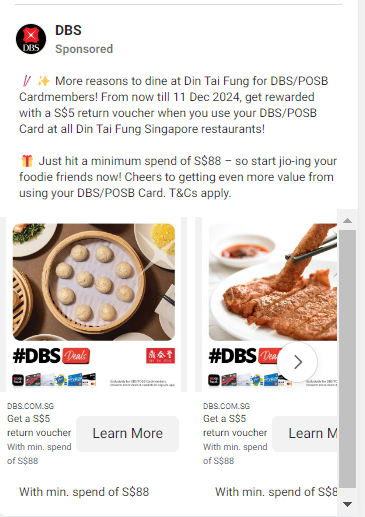 DBS
DBS
Sponsored
🥢 ✨ More reasons to dine at Din Tai Fung for DBS/POSB
Cardmembers! From now till 11 Dec 2024, get rewarded
with a S$5 return voucher when you use your DBS/POSB
Card at all Din Tai Fung Singapore restaurants!
🎁 Just hit a minimum spend of S$88 – so start jio-ing your
foodie friends now! Cheers to getting even more value from
using your DBS/POSB Card. T&Cs apply.
#DBS Deals
鼎泰豐
#DBS
DBS.COM.SG
Get a S$5
return voucher
With min. spend
of S$88
Learn More
DBS.COM.SG
Get a S$5
return voucher
With min. spend
of S$88
Learn M
With min. spend of S$88
With min. spend of S$8